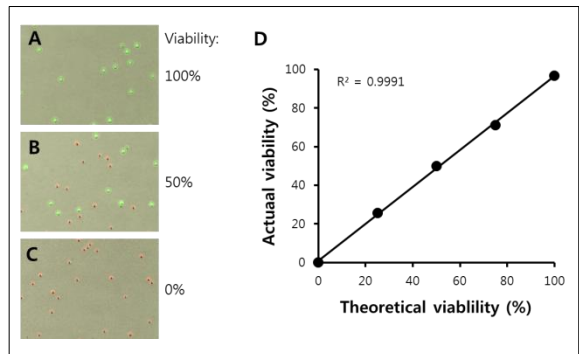 A
Viability:
100%
B
50%
C
0%
D
R² = 0.9991
100
80
60
40
20
0
0
20
40
60
80
100
Actuaal viability (%)
Theoretical viablility (%)